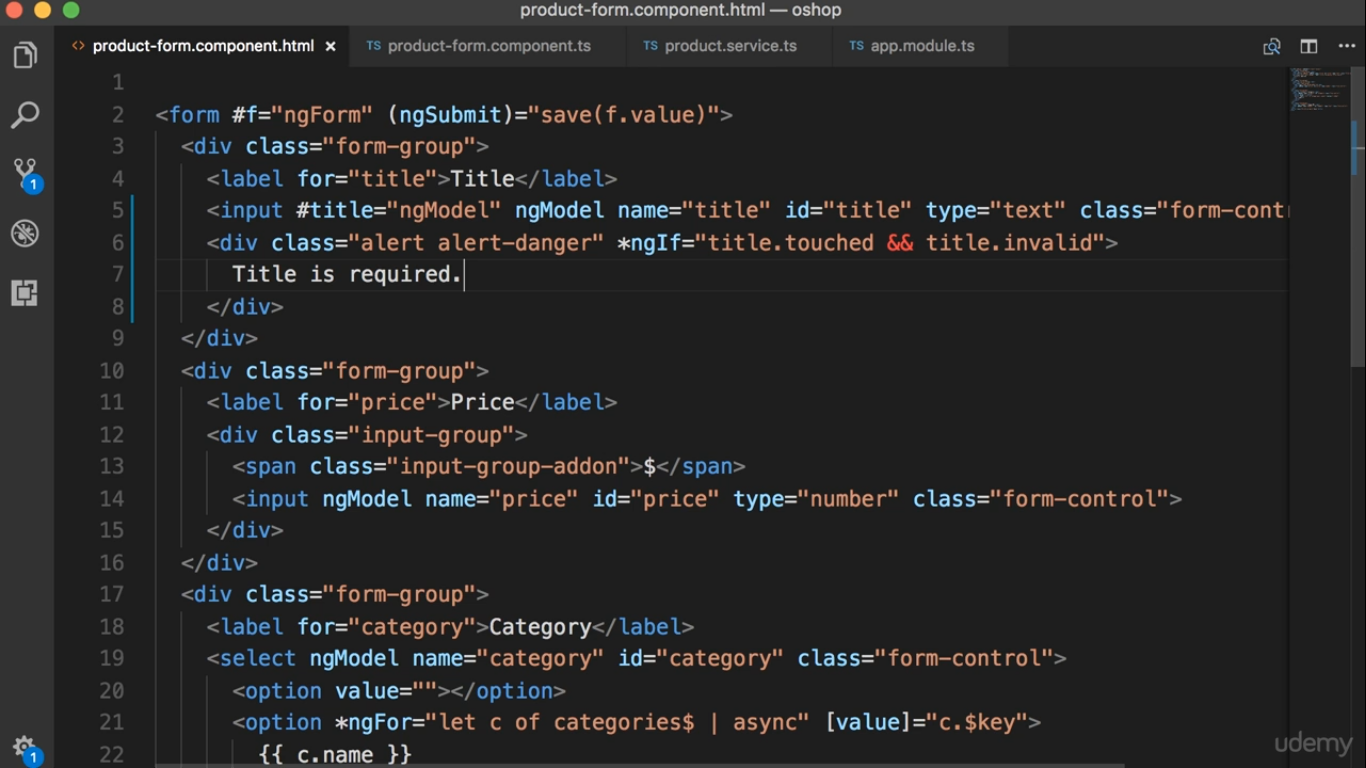 product-form.component.html — oshop
<> product-form.component.html ×
TS product-form.component.ts
TS product.service.ts
TS app.module.ts
1
2 <form #f="ngForm" (ngSubmit)="save(f.value)">
3 <div class="form-group">
4 <label for="title">Title</label>
5 <input #title="ngModel" ngModel name="title" id="title" type="text" class="form-contr
6 <div class="alert alert-danger" *ngIf="title.touched && title.invalid">
7 Title is required.
8 </div>
9 </div>
10 <div class="form-group">
11 <label for="price">Price</label>
12 <div class="input-group">
13 <span class="input-group-addon">$</span>
14 <input ngModel name="price" id="price" type="number" class="form-control">
15 </div>
16 </div>
17 <div class="form-group">
18 <label for="category">Category</label>
19 <select ngModel name="category" id="category" class="form-control">
20 <option value=""></option>
21 <option *ngFor="let c of categories$ | async" [value]="c.$key">
22 {{ c.name }}
1
1
udemy